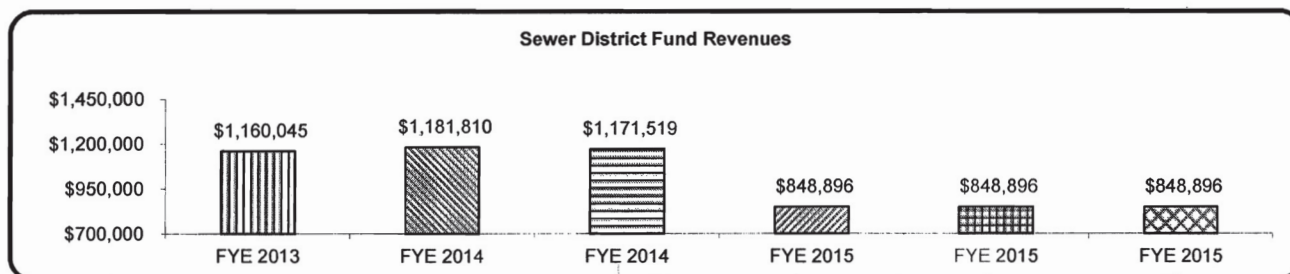 Sewer District Fund Revenues
$1,450,000
$1,200,000
$950,000
$700,000
$1,160,045
$1,181,810
$1,171,519
$848,896
$848,896
$848,896
FYE 2013
FYE 2014
FYE 2014
FYE 2015
FYE 2015
FYE 2015